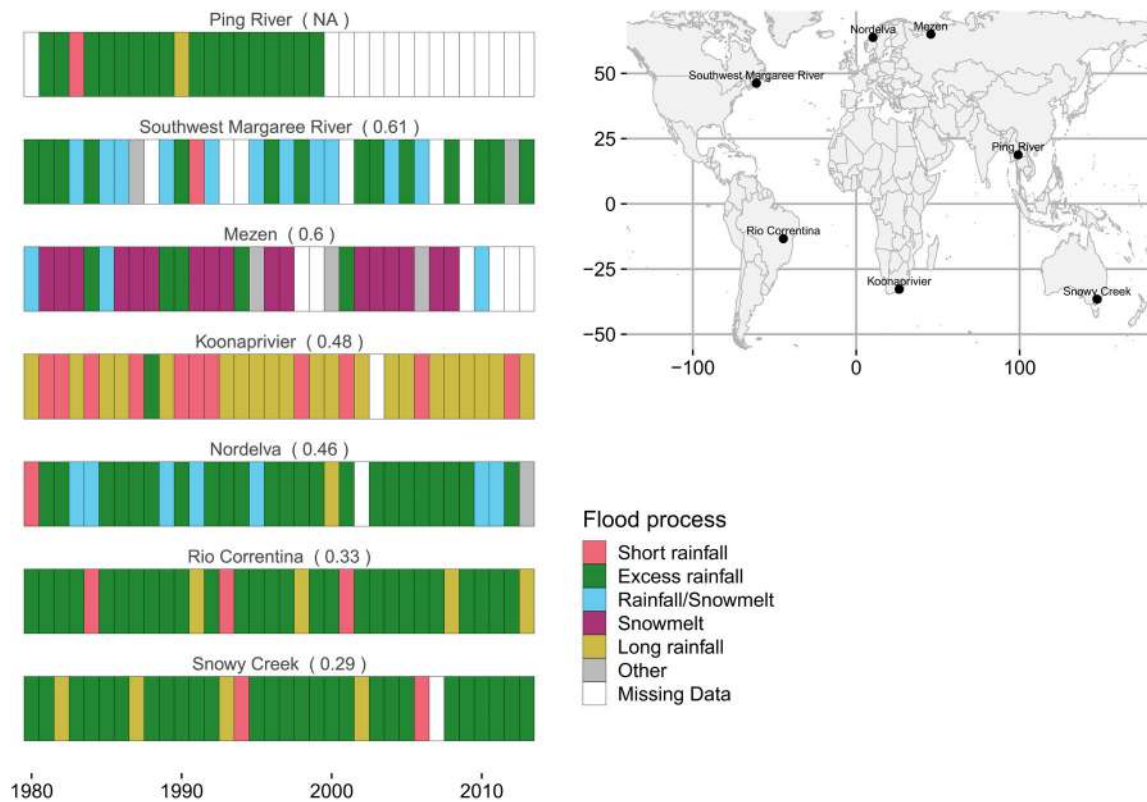 Ping River ( NA )
Southwest Margaree River ( 0.61 )
Mezen ( 0.6 )
Koonaprivier ( 0.48 )
Nordelva ( 0.46 )
Rio Correntina ( 0.33 )
Snowy Creek ( 0.29 )
1980 1990 2000 2010
Nordelva Mezen
Southwest Margaree River
Ping River
Rio Correntina
Koonaprivier
Snowy Creek
50
25
0
−25
−50
−100 0 100
Flood process
Short rainfall
Excess rainfall
Rainfall/Snowmelt
Snowmelt
Long rainfall
Other
Missing Data